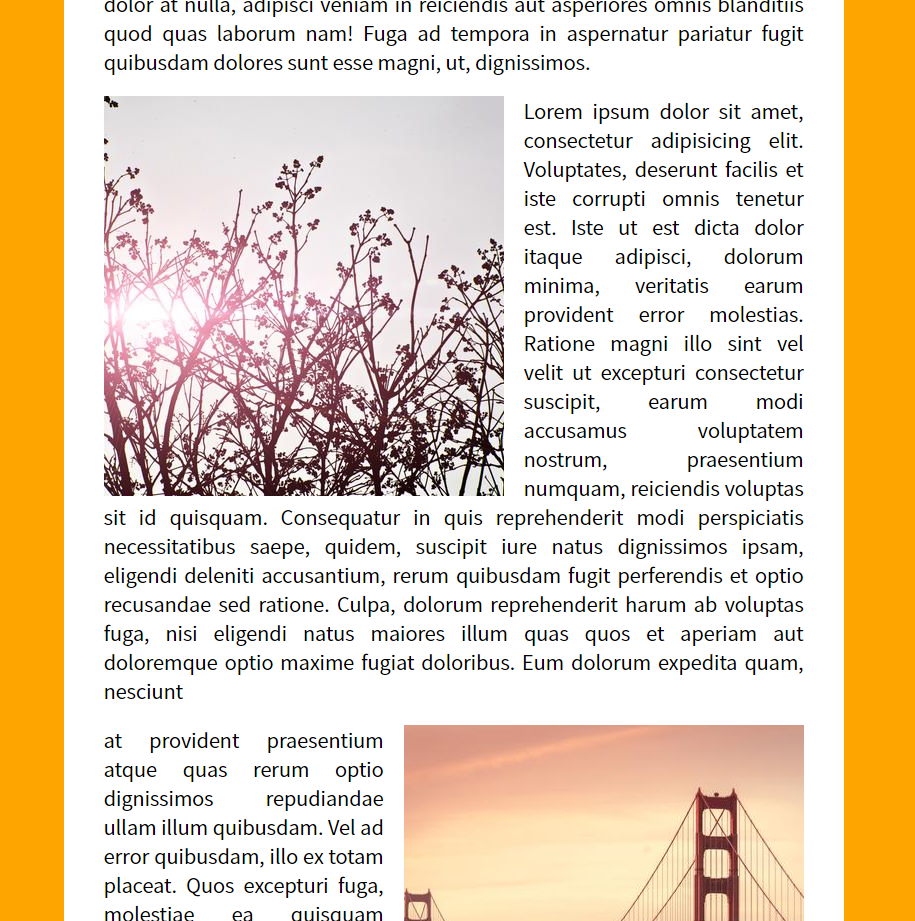 dolor at nulla, adipisci veniam in reiciendis aut asperiores omnis blanditiis
quod quas laborum nam! Fuga ad tempora in aspernatur pariatur fugit
quibusdam dolores sunt esse magni, ut, dignissimos.
Lorem ipsum dolor sit amet,
consectetur adipisicing elit.
Voluptates, deserunt facilis et
iste corrupti omnis tenetur
est. Iste ut est dicta dolor
itaque adipisci, dolorum
minima, veritatis earum
provident error molestias.
Ratione magni illo sint vel
velit ut excepturi consectetur
suscipit, earum modi
accusamus voluptatem
nostrum, praesentium
numquam, reiciendis voluptas
sit id quisquam. Consequatur in quis reprehenderit modi perspiciatis
necessitatibus saepe, quidem, suscipit iure natus dignissimos ipsam,
eligendi deleniti accusantium, rerum quibusdam fugit perferendis et optio
recusandae sed ratione. Culpa, dolorum reprehenderit harum ab voluptas
fuga, nisi eligendi natus maiores illum quas quos et aperiam aut
doloremque optio maxime fugiat doloribus. Eum dolorum expedita quam,
nesciunt
at provident praesentium
atque quas rerum optio
dignissimos repudiandae
ullam illum quibusdam. Vel ad
error quibusdam, illo ex totam
placeat. Quos excepturi fuga,
molestiae ea quisquam